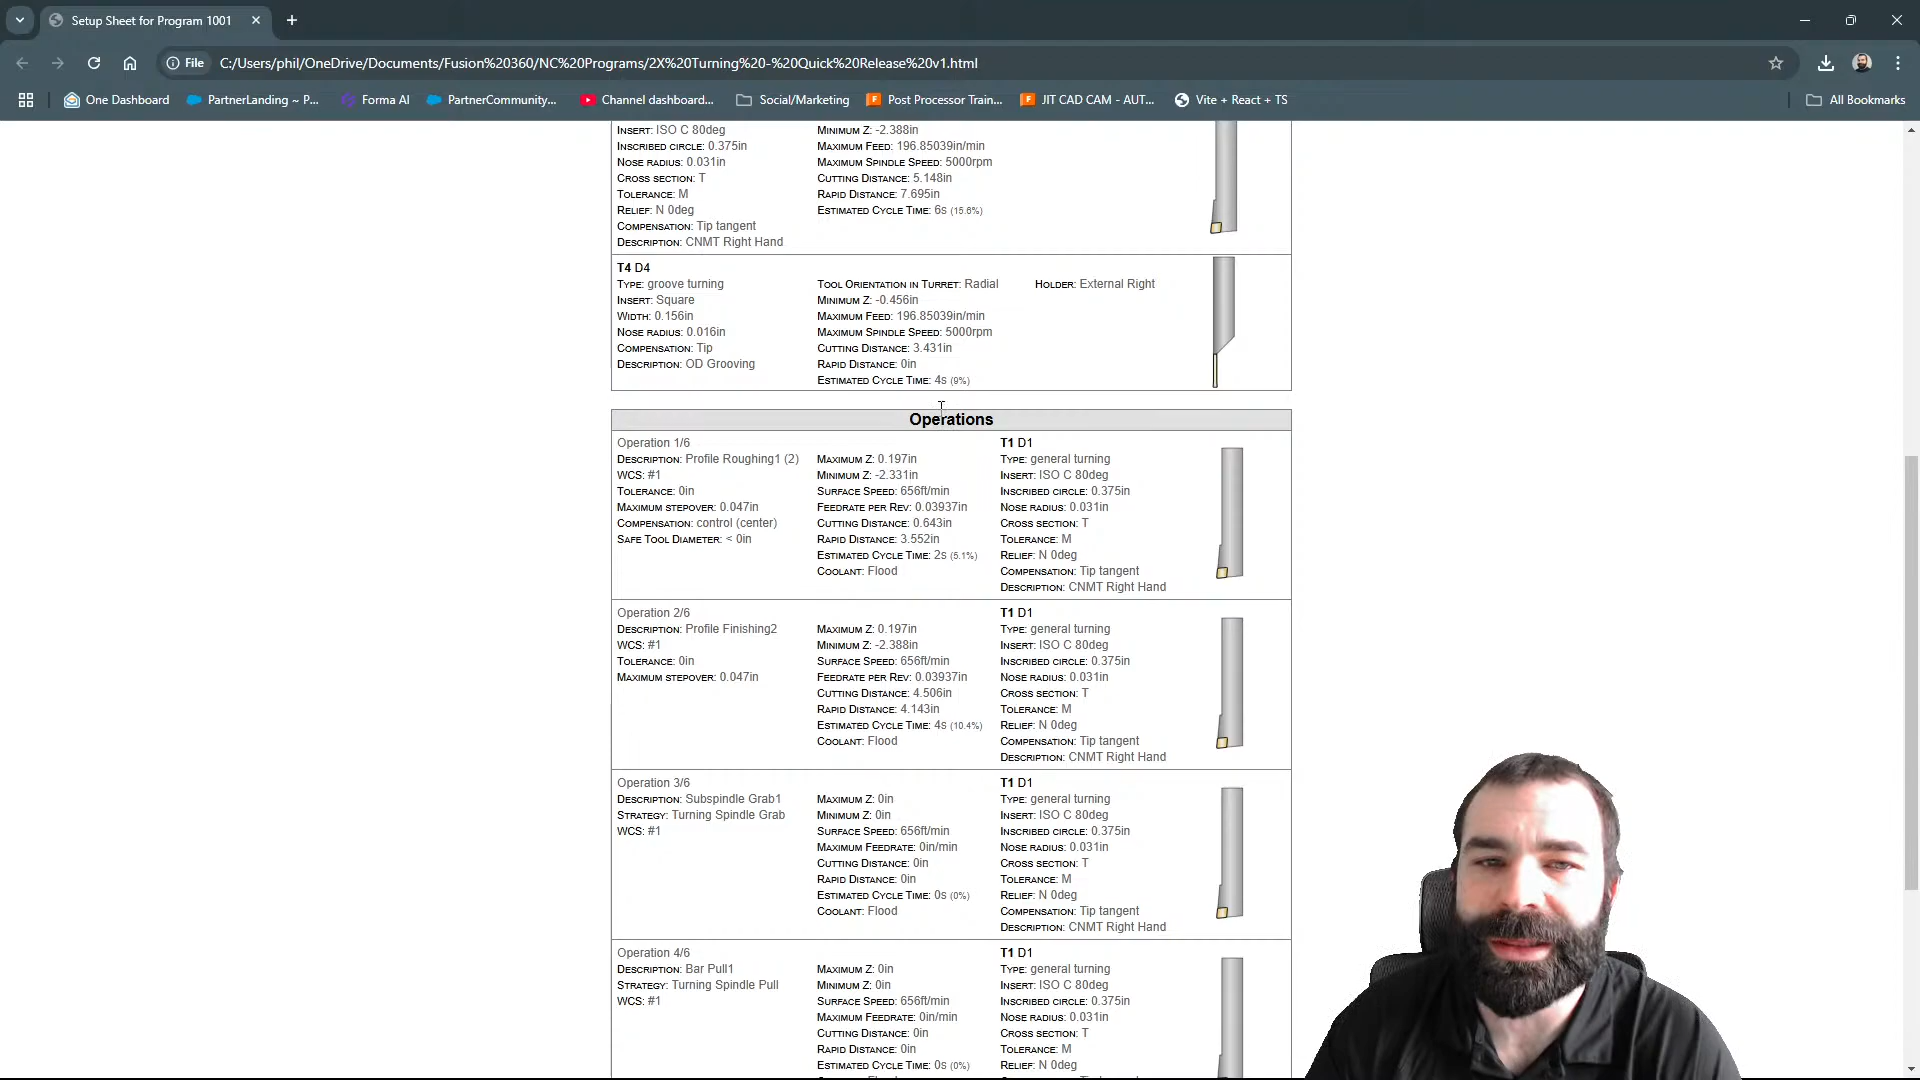 Setup Sheet for Program 1001
File C:/Users/phil/OneDrive/Documents/Fusion%20360/NC%20Programs/2X%20Turning%20-%20Quick%20Release%20v1.html
One Dashboard PartnerLanding ~ P... Forma AI PartnerCommunity... Channel dashboard... Social/Marketing Post Processor Train... JIT CAD CAM - AUT... Vite + React + TS All Bookmarks
INSERT: ISO C 80deg MINIMUM Z: -2.388in
INSCRIBED CIRCLE: 0.375in MAXIMUM FEED: 196.85039in/min
NOSE RADIUS: 0.031in MAXIMUM SPINDLE SPEED: 5000rpm
CROSS SECTION: T CUTTING DISTANCE: 5.148in
TOLERANCE: M RAPID DISTANCE: 7.695in
RELIEF: N 0deg ESTIMATED CYCLE TIME: 6s (15.6%)
COMPENSATION: Tip tangent
DESCRIPTION: CNMT Right Hand
T4 D4
TYPE: groove turning TOOL ORIENTATION IN TURRET: Radial HOLDER: External Right
INSERT: Square MINIMUM Z: -0.456in
WIDTH: 0.156in MAXIMUM FEED: 196.85039in/min
NOSE RADIUS: 0.016in MAXIMUM SPINDLE SPEED: 5000rpm
COMPENSATION: Tip CUTTING DISTANCE: 3.431in
DESCRIPTION: OD Grooving RAPID DISTANCE: 0in
ESTIMATED CYCLE TIME: 4s (9%)
Operations
Operation 1/6 T1 D1
DESCRIPTION: Profile Roughing1 (2) MAXIMUM Z: 0.197in TYPE: general turning
WCS: #1 MINIMUM Z: -2.331in INSERT: ISO C 80deg
TOLERANCE: 0in SURFACE SPEED: 656ft/min INSCRIBED CIRCLE: 0.375in
MAXIMUM STEPOVER: 0.047in FEEDRATE PER REV: 0.03937in NOSE RADIUS: 0.031in
COMPENSATION: control (center) CUTTING DISTANCE: 0.643in CROSS SECTION: T
SAFE TOOL DIAMETER: < 0in RAPID DISTANCE: 3.552in TOLERANCE: M
ESTIMATED CYCLE TIME: 2s (5.1%) RELIEF: N 0deg
COOLANT: Flood COMPENSATION: Tip tangent
DESCRIPTION: CNMT Right Hand
Operation 2/6 T1 D1
DESCRIPTION: Profile Finishing2 MAXIMUM Z: 0.197in TYPE: general turning
WCS: #1 MINIMUM Z: -2.388in INSERT: ISO C 80deg
TOLERANCE: 0in SURFACE SPEED: 656ft/min INSCRIBED CIRCLE: 0.375in
MAXIMUM STEPOVER: 0.047in FEEDRATE PER REV: 0.03937in NOSE RADIUS: 0.031in
CUTTING DISTANCE: 4.506in CROSS SECTION: T
RAPID DISTANCE: 4.143in TOLERANCE: M
ESTIMATED CYCLE TIME: 4s (10.4%) RELIEF: N 0deg
COOLANT: Flood COMPENSATION: Tip tangent
DESCRIPTION: CNMT Right Hand
Operation 3/6 T1 D1
DESCRIPTION: Subspindle Grab1 MAXIMUM Z: 0in TYPE: general turning
STRATEGY: Turning Spindle Grab MINIMUM Z: 0in INSERT: ISO C 80deg
WCS: #1 SURFACE SPEED: 656ft/min INSCRIBED CIRCLE: 0.375in
MAXIMUM FEEDRATE: 0in/min NOSE RADIUS: 0.031in
CUTTING DISTANCE: 0in CROSS SECTION: T
RAPID DISTANCE: 0in TOLERANCE: M
ESTIMATED CYCLE TIME: 0s (0%) RELIEF: N 0deg
COOLANT: Flood COMPENSATION: Tip tangent
DESCRIPTION: CNMT Right Hand
Operation 4/6 T1 D1
DESCRIPTION: Bar Pull1 MAXIMUM Z: 0in TYPE: general turning
STRATEGY: Turning Spindle Pull MINIMUM Z: 0in INSERT: ISO C 80deg
WCS: #1 SURFACE SPEED: 656ft/min INSCRIBED CIRCLE: 0.375in
MAXIMUM FEEDRATE: 0in/min NOSE RADIUS: 0.031in
CUTTING DISTANCE: 0in CROSS SECTION: T
RAPID DISTANCE: 0in TOLERANCE: M
ESTIMATED CYCLE TIME: 0s (0%) RELIEF: N 0deg